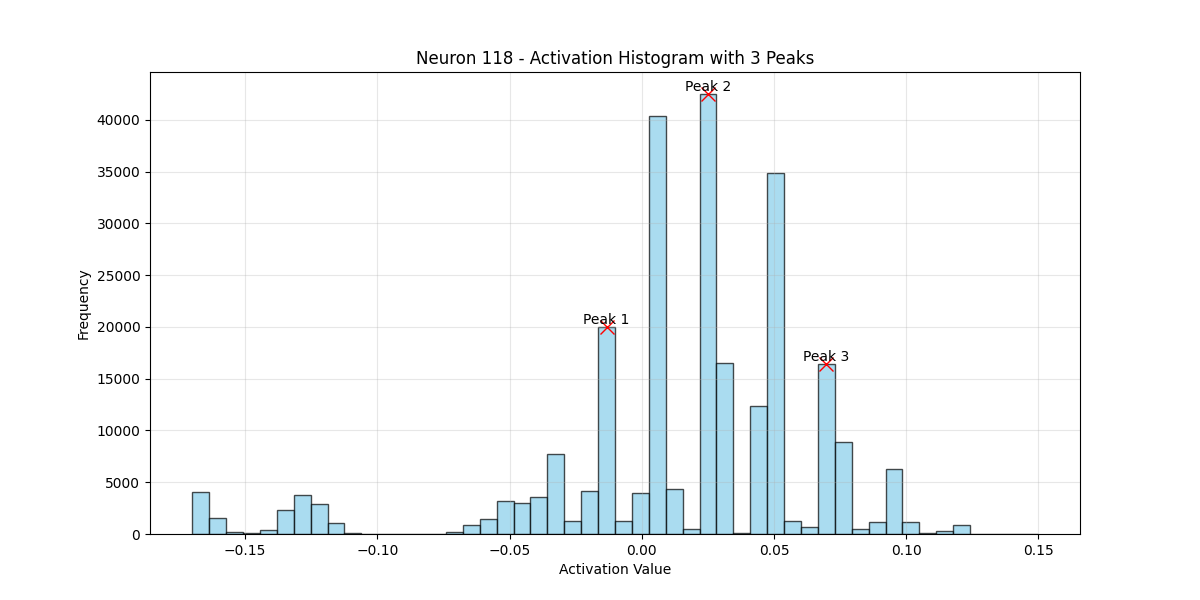 Neuron 118 - Activation Histogram with 3 Peaks
Peak 2
Peak 1
Peak 3
40000
35000
30000
25000
20000
15000
10000
5000
0
Frequency
−0.15 −0.10 −0.05 0.00 0.05 0.10 0.15
Activation Value